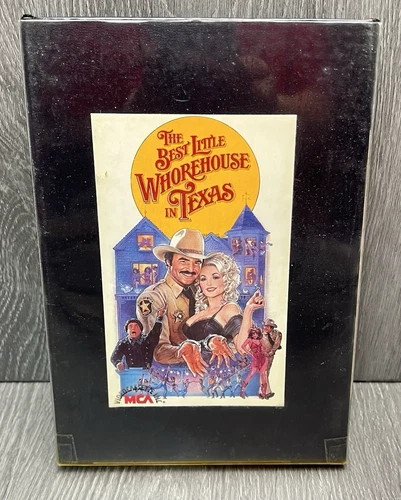 THE
BEST LITTLE
WHOREHOUSE
IN TEXAS
MCA